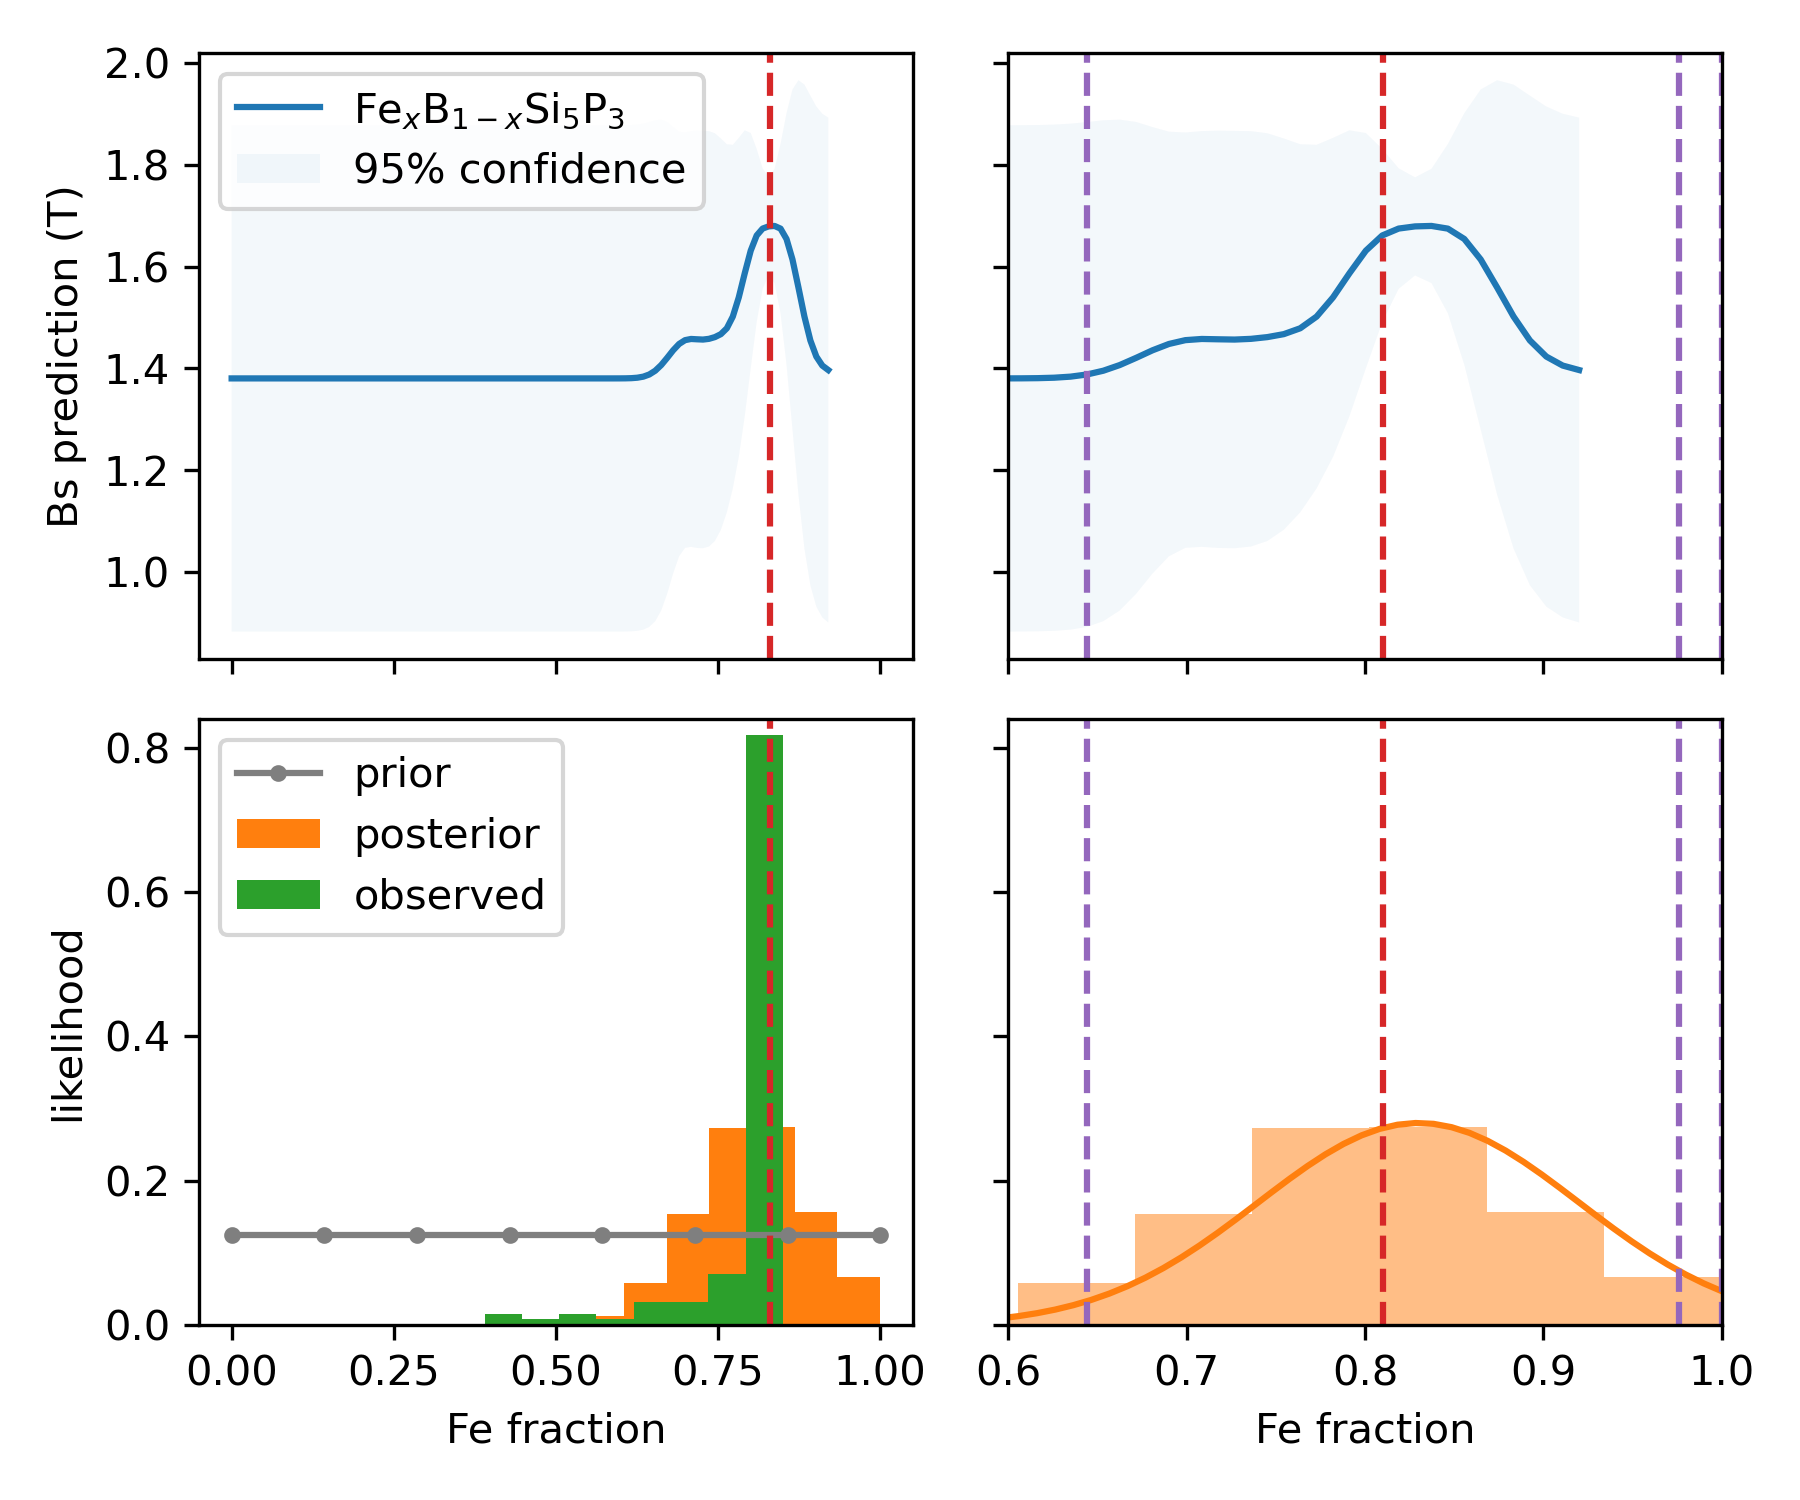 2.0
1.8
1.6
1.4
1.2
1.0
Bs prediction (T)
FeₓB₁₋ₓSi₅P₃
95% confidence
0.8
0.6
0.4
0.2
0.0
likelihood
prior
posterior
observed
0.00 0.25 0.50 0.75 1.00
Fe fraction
0.6 0.7 0.8 0.9 1.0
Fe fraction